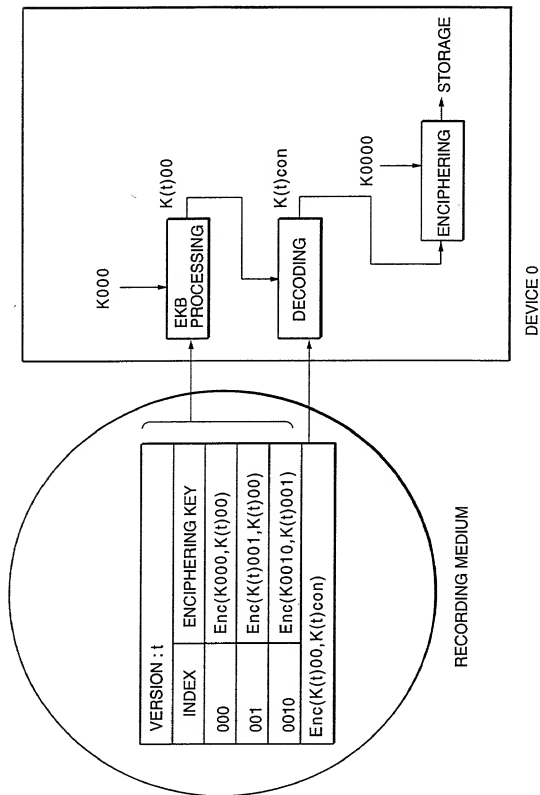 VERSION : t
INDEX ENCIPHERING KEY
000 Enc(K000,K(t)00)
001 Enc(K(t)001,K(t)00)
0010 Enc(K0010,K(t)001)
Enc(K(t)00,K(t)con)
RECORDING MEDIUM
K000
EKB
PROCESSING
K(t)00
DECODING
K(t)con
K0000
ENCIPHERING
STORAGE
DEVICE 0